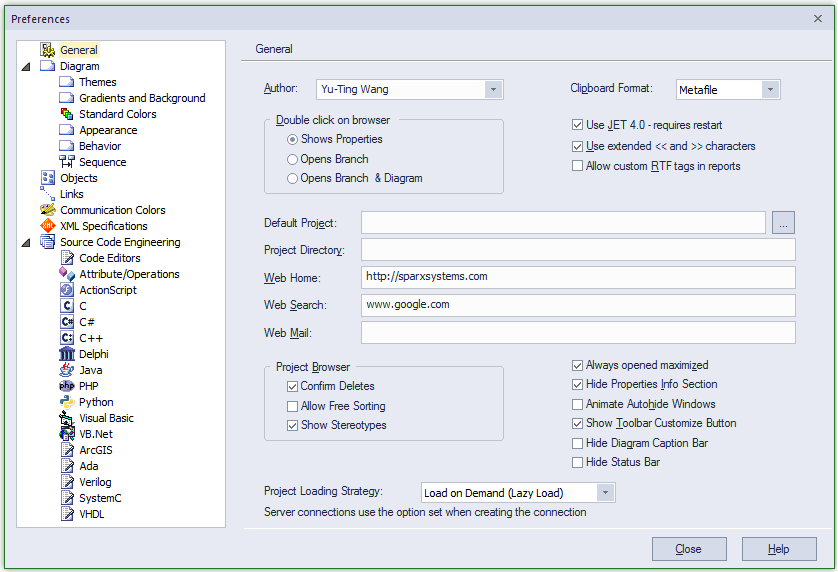 Preferences
General
Diagram
Themes
Gradients and Background
Standard Colors
Appearance
Behavior
Sequence
Objects
Links
Communication Colors
XML Specifications
Source Code Engineering
Code Editors
Attribute/Operations
ActionScript
C
C#
C++
Delphi
Java
PHP
Python
Visual Basic
VB.Net
ArcGIS
Ada
Verilog
SystemC
VHDL
General
Author: Yu-Ting Wang
Clipboard Format: Metafile
Double click on browser
Shows Properties
Opens Branch
Opens Branch & Diagram
Use JET 4.0 - requires restart
Use extended << and >> characters
Allow custom RTF tags in reports
Default Project: ...
Project Directory:
Web Home: http://sparxsystems.com
Web Search: www.google.com
Web Mail:
Project Browser
Confirm Deletes
Allow Free Sorting
Show Stereotypes
Always opened maximized
Hide Properties Info Section
Animate Autohide Windows
Show Toolbar Customize Button
Hide Diagram Caption Bar
Hide Status Bar
Project Loading Strategy: Load on Demand (Lazy Load)
Server connections use the option set when creating the connection
Close Help